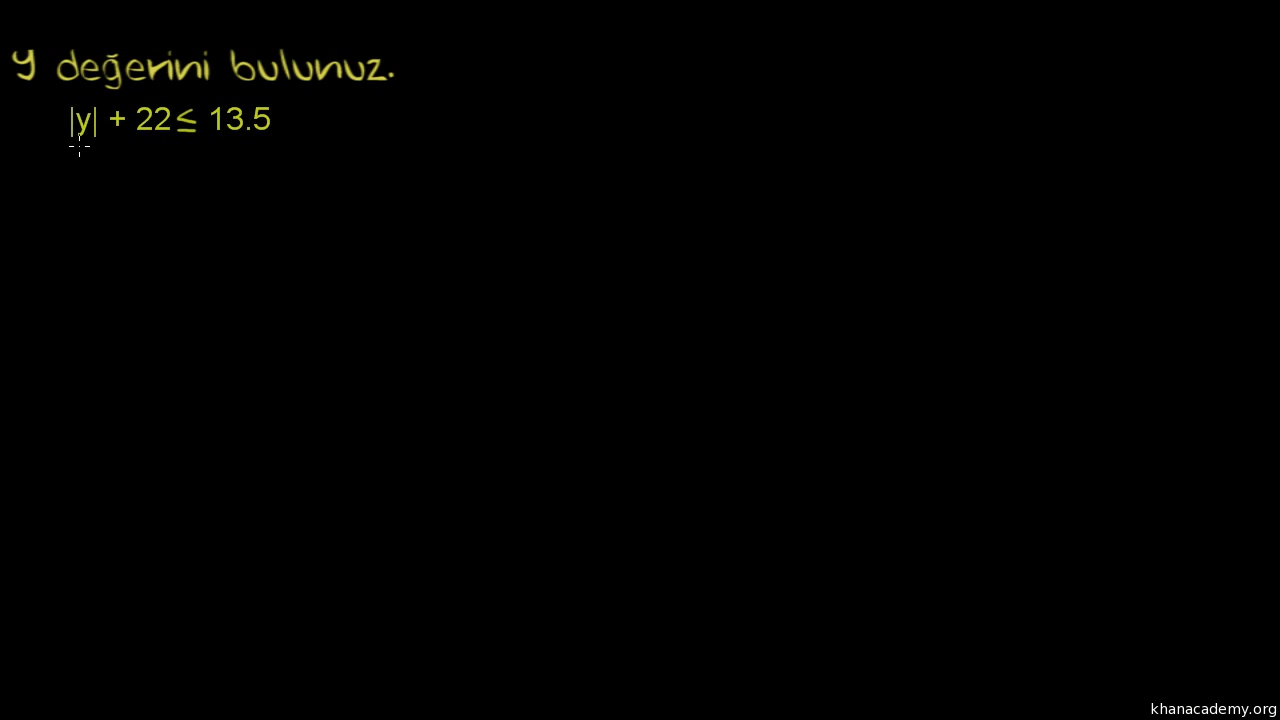 y değerini bulunuz.
|y| + 22 ≤ 13.5
khanacademy.org